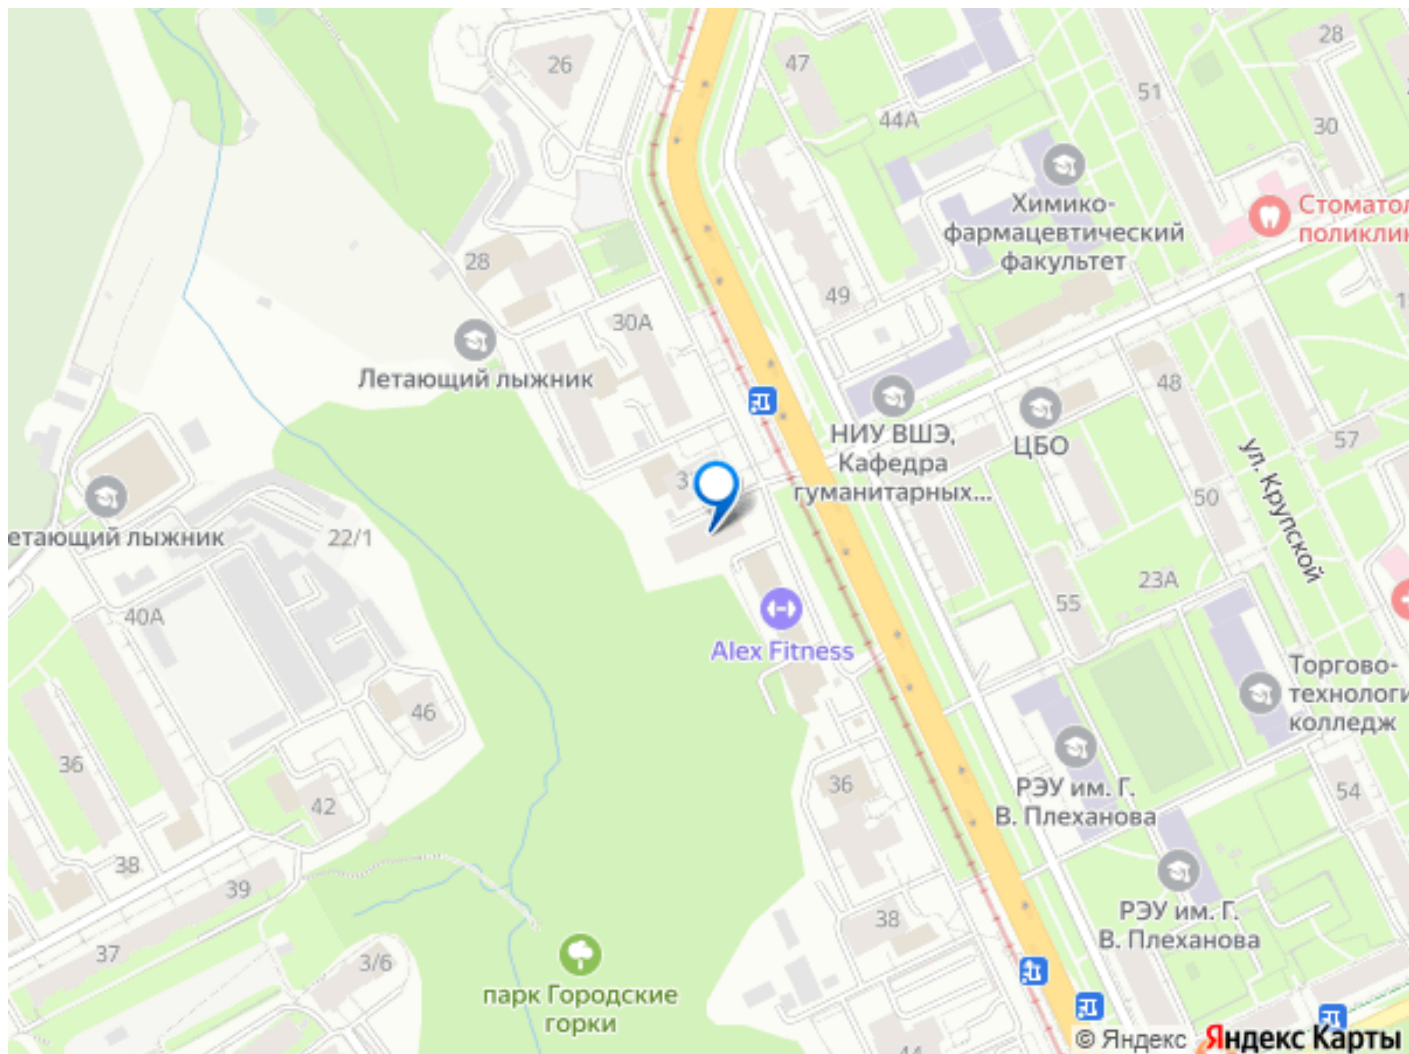 26
47
28
51
44А
30
Химико-
фармацевтический
факультет
Стоматол
поликлин
28
49
30А
Летающий лыжник
48
НИУ ВШЭ,
Кафедра
гуманитарных...
ЦБО
57
ул. Крупской
50
етающий лыжник
22/1
23А
55
40А
Alex Fitness
Торгово-
технологи
колледж
46
36
РЭУ им. Г.
В. Плеханова
36
54
42
38
39
РЭУ им. Г.
В. Плеханова
38
37
3/6
парк Городские
горки
44
© Яндекс Яндекс Карты